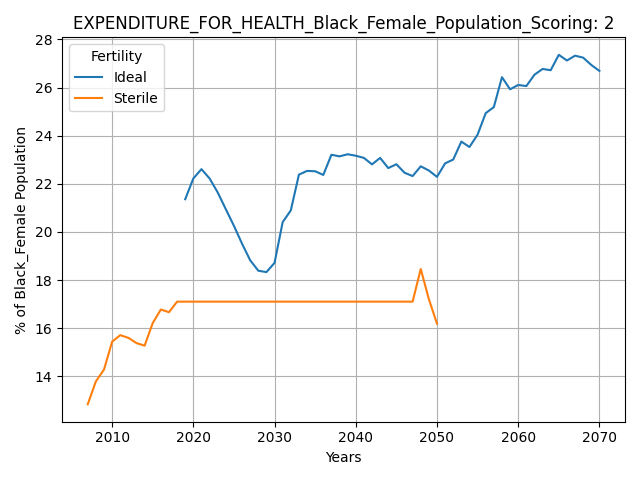 EXPENDITURE_FOR_HEALTH_Black_Female_Population_Scoring: 2
Fertility
Ideal
Sterile
% of Black_Female Population
28
26
24
22
20
18
16
14
2010 2020 2030 2040 2050 2060 2070
Years